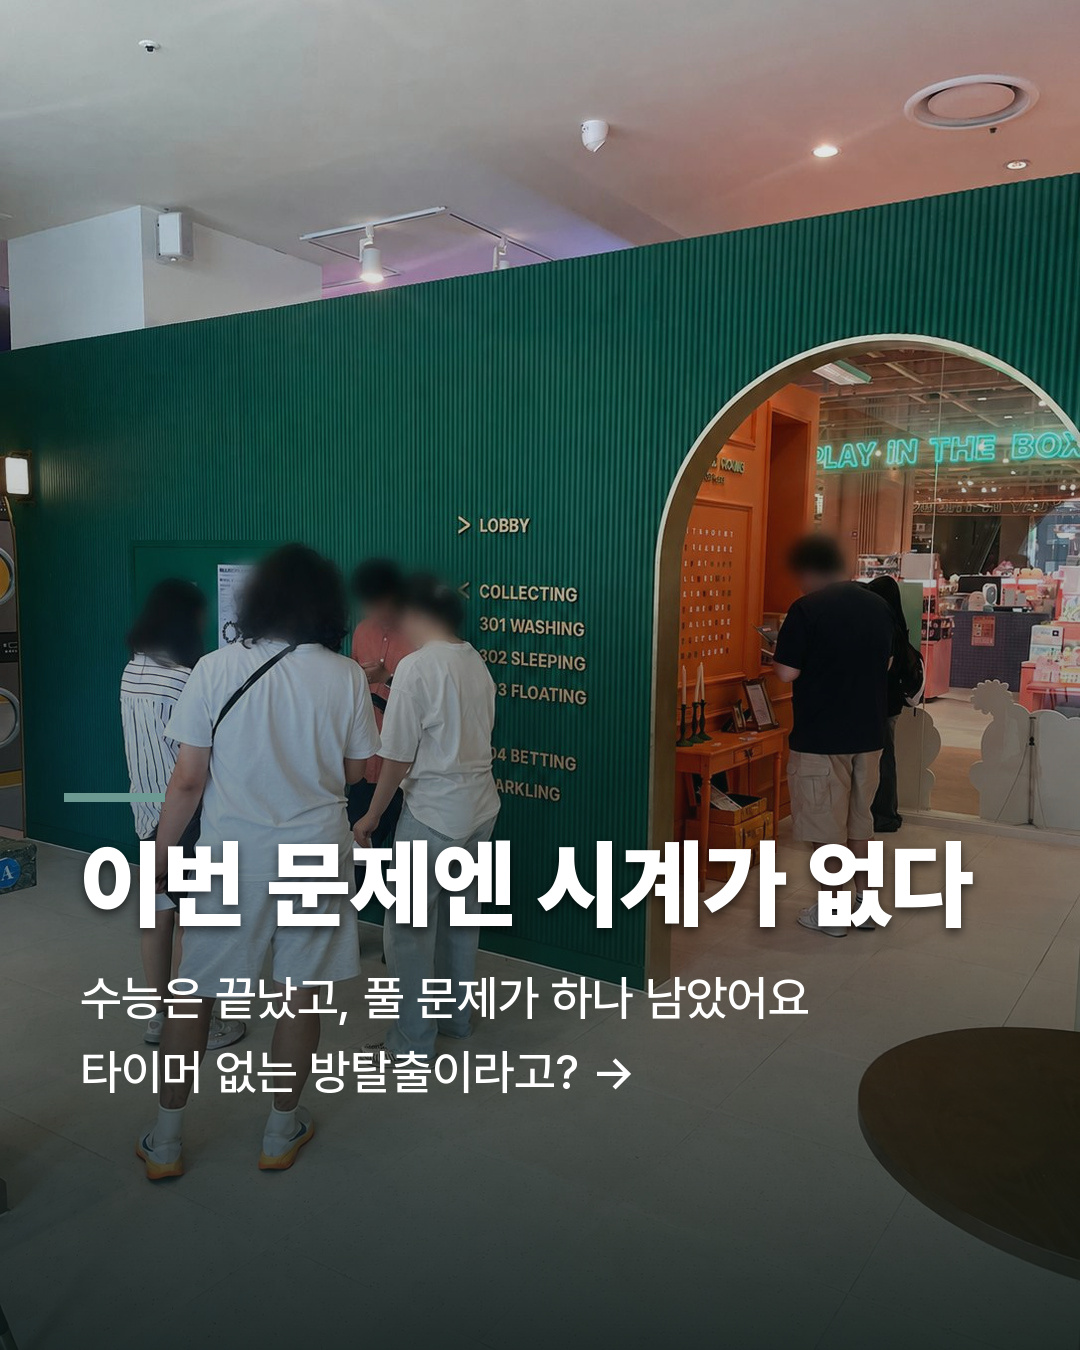 PLAY iN THE BOX
> LOBBY
< COLLECTING
301 WASHING
302 SLEEPING
03 FLOATING
04 BETTING
ARKLING
A
이번 문제엔 시계가 없다
수능은 끝났고, 풀 문제가 하나 남았어요
타이머 없는 방탈출이라고? →